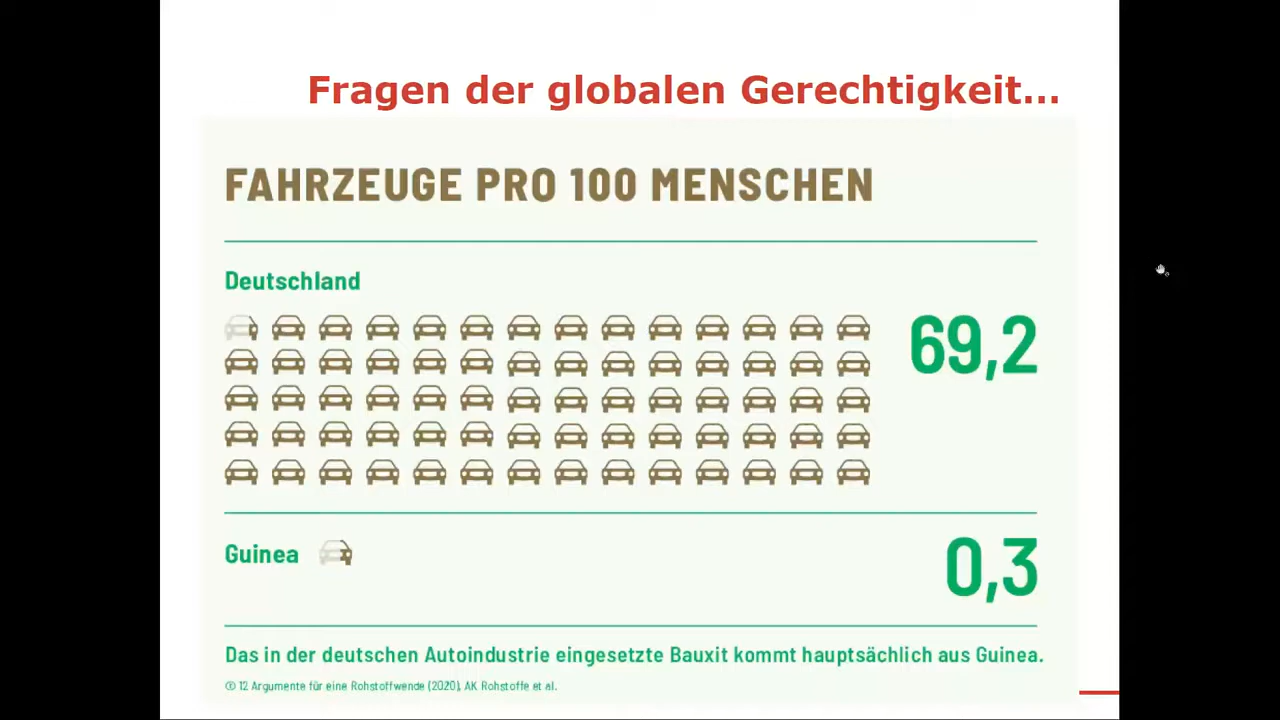 Fragen der globalen Gerechtigkeit...
FAHRZEUGE PRO 100 MENSCHEN
Deutschland
69,2
Guinea
0,3
Das in der deutschen Autoindustrie eingesetzte Bauxit kommt hauptsächlich aus Guinea.
© 12 Argumente für eine Rohstoffwende (2020), AK Rohstoffe et al.